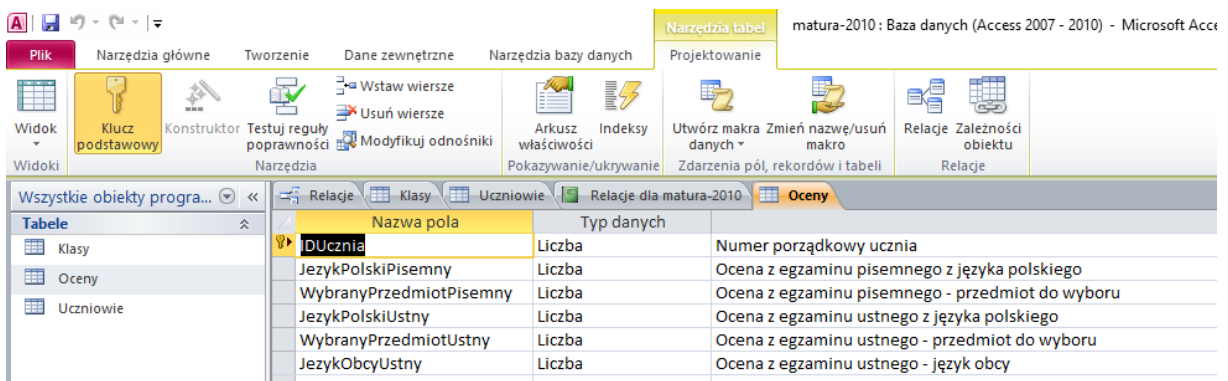 A
Narzędzia tabel
matura-2010 : Baza danych (Access 2007 - 2010) - Microsoft Acce
Plik Narzędzia główne Tworzenie Dane zewnętrzne Narzędzia bazy danych Projektowanie
Widok
Klucz podstawowy
Konstruktor
Testuj reguły poprawności
Wstaw wiersze
Usuń wiersze
Modyfikuj odnośniki
Arkusz właściwości
Indeksy
Utwórz makra danych
Zmień nazwę/usuń makro
Relacje
Zależności obiektu
Widoki Narzędzia Pokazywanie/ukrywanie Zdarzenia pól, rekordów i tabeli Relacje
Wszystkie obiekty progra... «
Relacje Klasy Uczniowie Relacje dla matura-2010 Oceny
Tabele
Klasy
Oceny
Uczniowie
Nazwa pola Typ danych
IDUcznia Liczba Numer porządkowy ucznia
JezykPolskiPisemny Liczba Ocena z egzaminu pisemnego z języka polskiego
WybranyPrzedmiotPisemny Liczba Ocena z egzaminu pisemnego - przedmiot do wyboru
JezykPolskiUstny Liczba Ocena z egzaminu ustnego z języka polskiego
WybranyPrzedmiotUstny Liczba Ocena z egzaminu ustnego - przedmiot do wyboru
JezykObcyUstny Liczba Ocena z egzaminu ustnego - język obcy